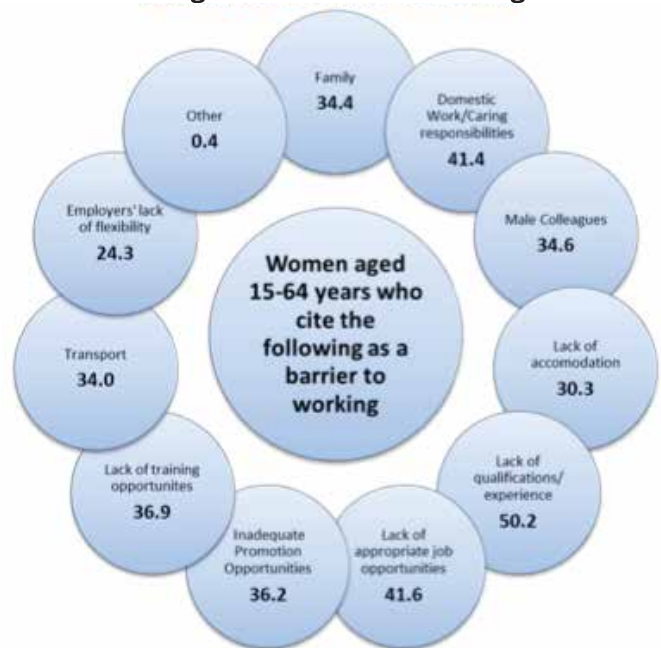 Women aged
15-64 years who
cite the
following as a
barrier to
working
Family
34.4
Domestic
Work/Caring
responsibilities
41.4
Male Colleagues
34.6
Lack of
accomodation
30.3
Lack of
qualifications/
experience
50.2
Lack of
appropriate job
opportunities
41.6
Inadequate
Promotion
Opportunities
36.2
Lack of training
opportunites
36.9
Transport
34.0
Employers' lack
of flexibility
24.3
Other
0.4